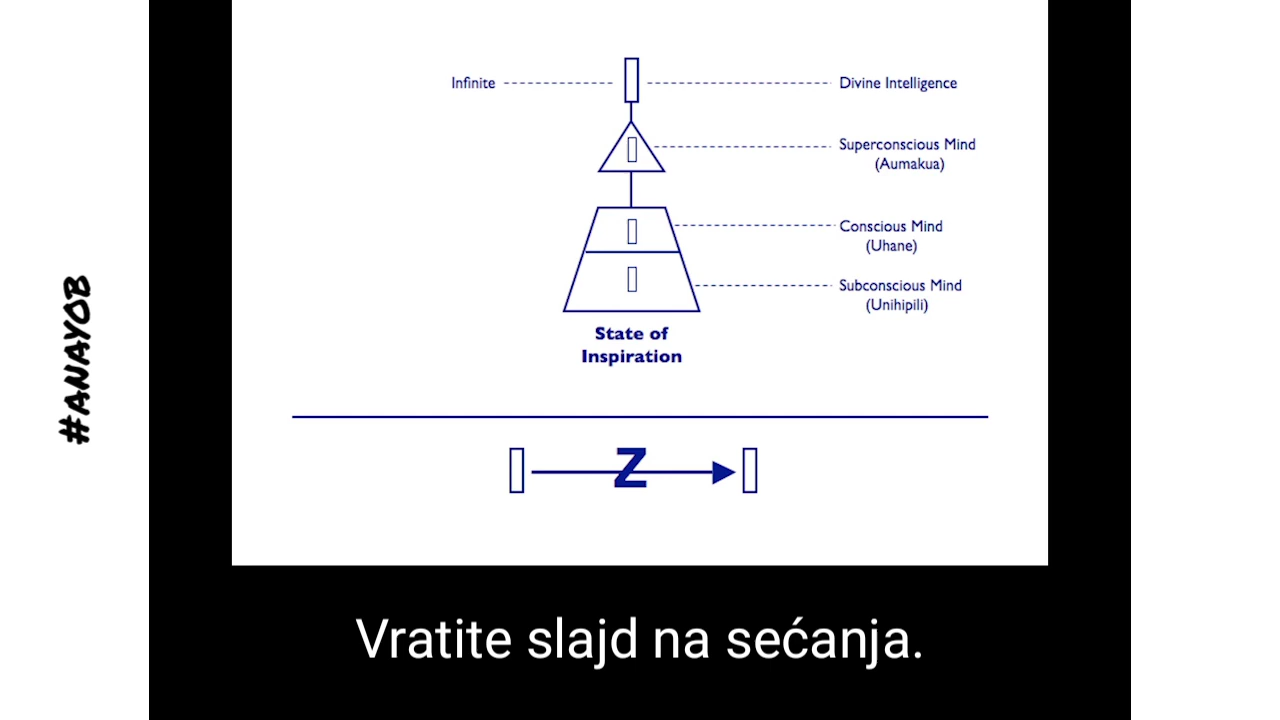 Infinite
Divine Intelligence
Superconscious Mind
(Aumakua)
Conscious Mind
(Uhane)
Subconscious Mind
(Unihipili)
State of
Inspiration
Z
#ANAYOB
Vratite slajd na sećanja.